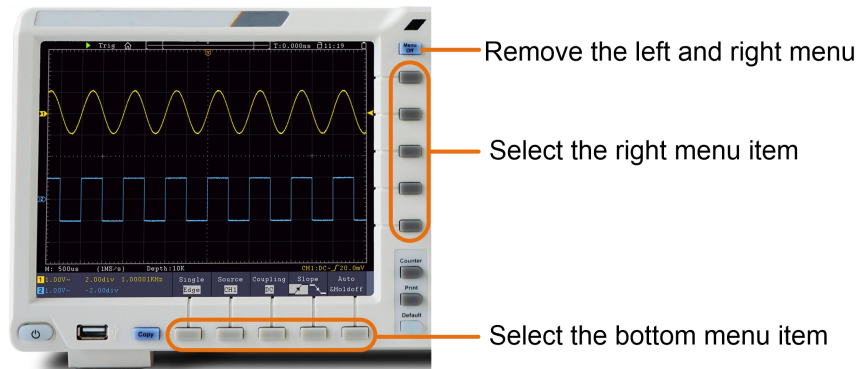 Trig T:0.000ns 11:19
Menu Off
Remove the left and right menu
Select the right menu item
M: 500us (1MS/s) Depth:10K CH1:DC- 20.0mV
1 1.00V~ 2.00div 1.00001KHz
2 1.00V~ -2.00div
Single Source Coupling Slope Auto
Edge CH1 DC &Holdoff
Counter
Print
Default
Copy
Select the bottom menu item